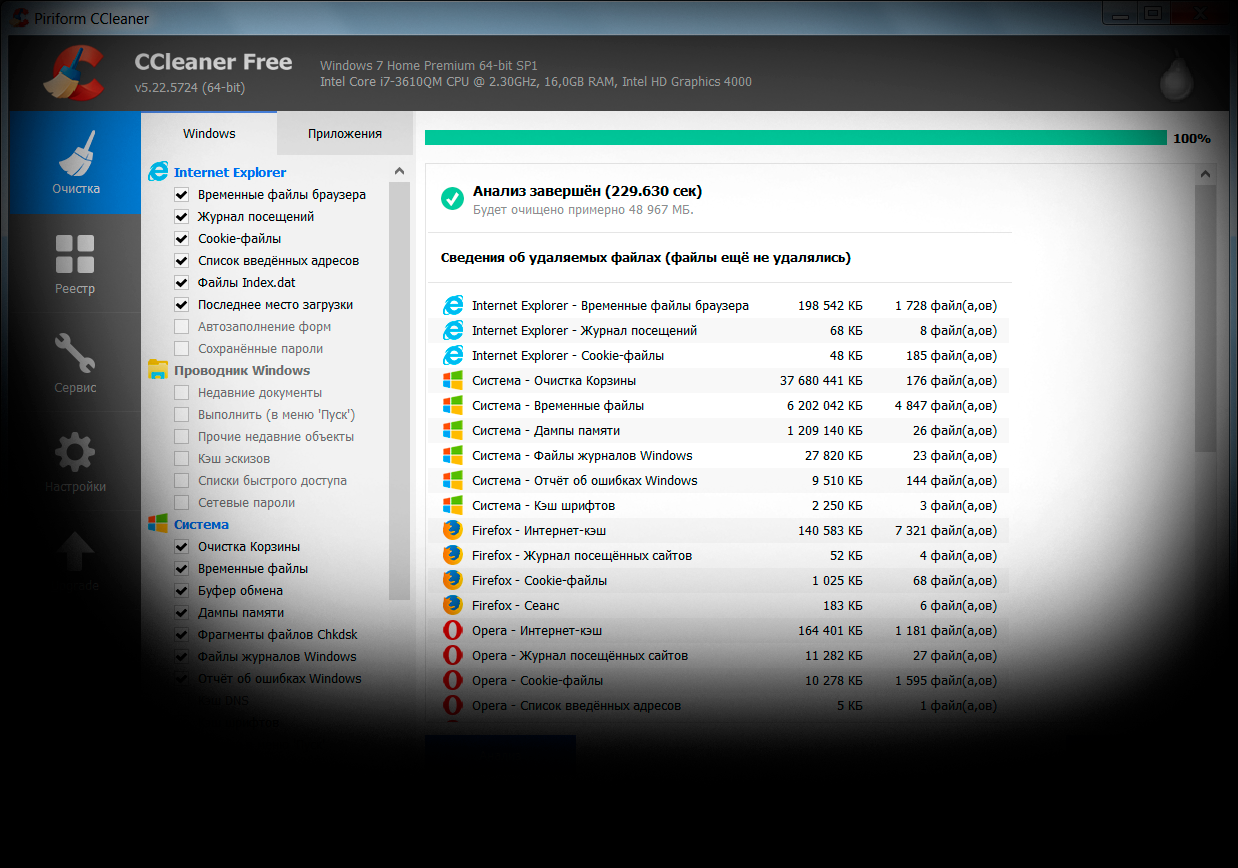 Piriform CCleaner
CCleaner Free
v5.22.5724 (64-bit)
Windows 7 Home Premium 64-bit SP1
Intel Core i7-3610QM CPU @ 2.30GHz, 16,0GB RAM, Intel HD Graphics 4000
Очистка
Реестр
Сервис
Настройки
Windows
Приложения
Internet Explorer
Временные файлы браузера
Журнал посещений
Cookie-файлы
Список введённых адресов
Файлы Index.dat
Последнее место загрузки
Автозаполнение форм
Сохранённые пароли
Проводник Windows
Недавние документы
Выполнить (в меню 'Пуск')
Прочие недавние объекты
Кэш эскизов
Списки быстрого доступа
Сетевые пароли
Система
Очистка Корзины
Временные файлы
Буфер обмена
Дампы памяти
Фрагменты файлов Chkdsk
Файлы журналов Windows
Отчёт об ошибках Windows
DNS
100%
Анализ завершён (229.630 сек)
Будет очищено примерно 48 967 МБ.
Сведения об удаляемых файлах (файлы ещё не удалялись)
Internet Explorer - Временные файлы браузера 198 542 КБ 1 728 файл(а,ов)
Internet Explorer - Журнал посещений 68 КБ 8 файл(а,ов)
Internet Explorer - Cookie-файлы 48 КБ 185 файл(а,ов)
Система - Очистка Корзины 37 680 441 КБ 176 файл(а,ов)
Система - Временные файлы 6 202 042 КБ 4 847 файл(а,ов)
Система - Дампы памяти 1 209 140 КБ 26 файл(а,ов)
Система - Файлы журналов Windows 27 820 КБ 23 файл(а,ов)
Система - Отчёт об ошибках Windows 9 510 КБ 144 файл(а,ов)
Система - Кэш шрифтов 2 250 КБ 3 файл(а,ов)
Firefox - Интернет-кэш 140 583 КБ 7 321 файл(а,ов)
Firefox - Журнал посещённых сайтов 52 КБ 4 файл(а,ов)
Firefox - Cookie-файлы 1 025 КБ 68 файл(а,ов)
Firefox - Сеанс 183 КБ 6 файл(а,ов)
Opera - Интернет-кэш 164 401 КБ 1 181 файл(а,ов)
Opera - Журнал посещённых сайтов 11 282 КБ 27 файл(а,ов)
Opera - Cookie-файлы 10 278 КБ 1 595 файл(а,ов)
Opera - Список введённых адресов 5 КБ 1 файл(а,ов)